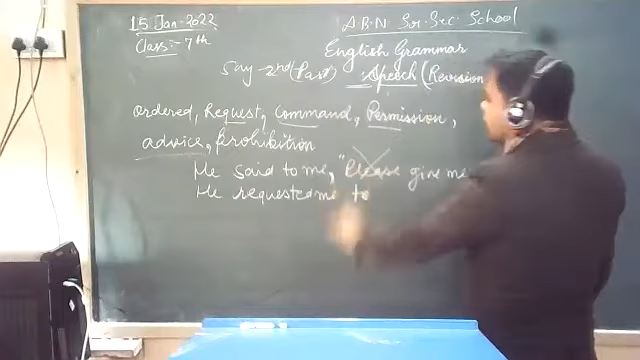 15 Jan-2022
A.B.N Sr. Sec. School
Class:- 7th
English Grammar
Say-2nd (Past)
:- Speech (Revision
ordered, Request, Command, Permission,
advice, Prohibition
He said to me, "Please give me
He requested me to